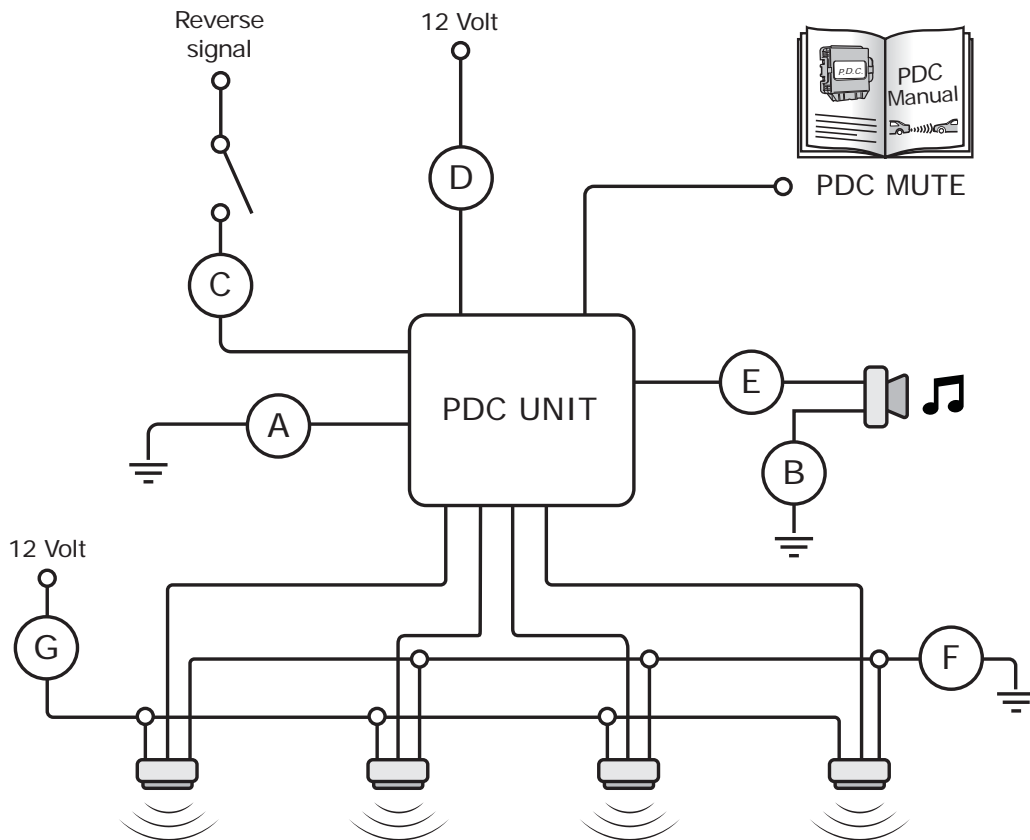 Reverse
signal
12 Volt
P.D.C.
PDC
Manual
PDC MUTE
D
C
PDC UNIT
E
A
B
12 Volt
G
F